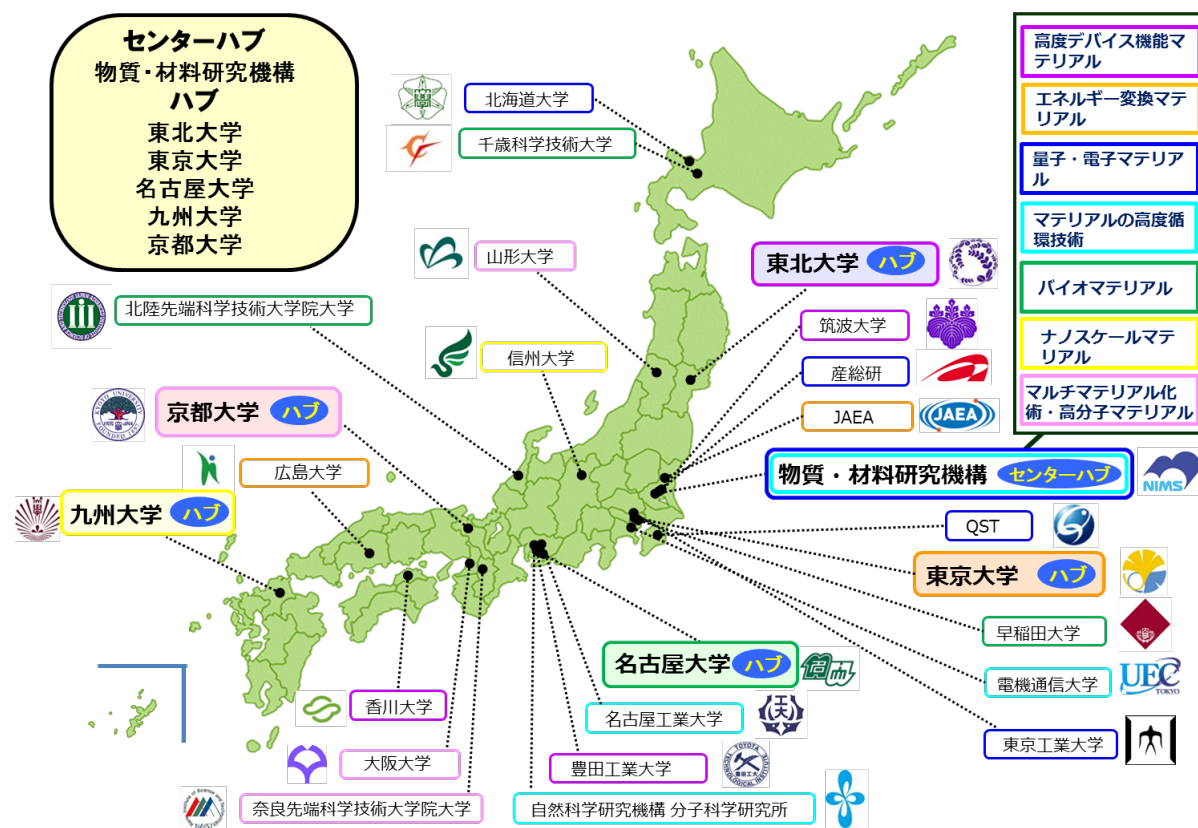 センターハブ
物質・材料研究機構
ハブ
東北大学
東京大学
名古屋大学
九州大学
京都大学
高度デバイス機能マ
テリアル
エネルギー変換マテ
リアル
量子・電子マテリア
ル
マテリアルの高度循
環技術
バイオマテリアル
ナノスケールマテ
リアル
マルチマテリアル化
術・高分子マテリアル
北海道大学
千歳科学技術大学
山形大学
東北大学 ハブ
北陸先端科学技術大学院大学
筑波大学
信州大学
産総研
京都大学 ハブ
KYOTO UNIVERSITY
FOUNDED 1897
KYOTO JAPAN
JAEA
JAEA
広島大学
物質・材料研究機構 センターハブ
NIMS
九州大学 ハブ
QST
東京大学 ハブ
早稲田大学
名古屋大学 ハブ
電機通信大学
UEC
TOKYO
香川大学
名古屋工業大学
東京工業大学
大阪大学
豊田工業大学
TOYOTA
TECHNOLOGICAL INSTITUTE
豊田工大
奈良先端科学技術大学院大学
自然科学研究機構 分子科学研究所